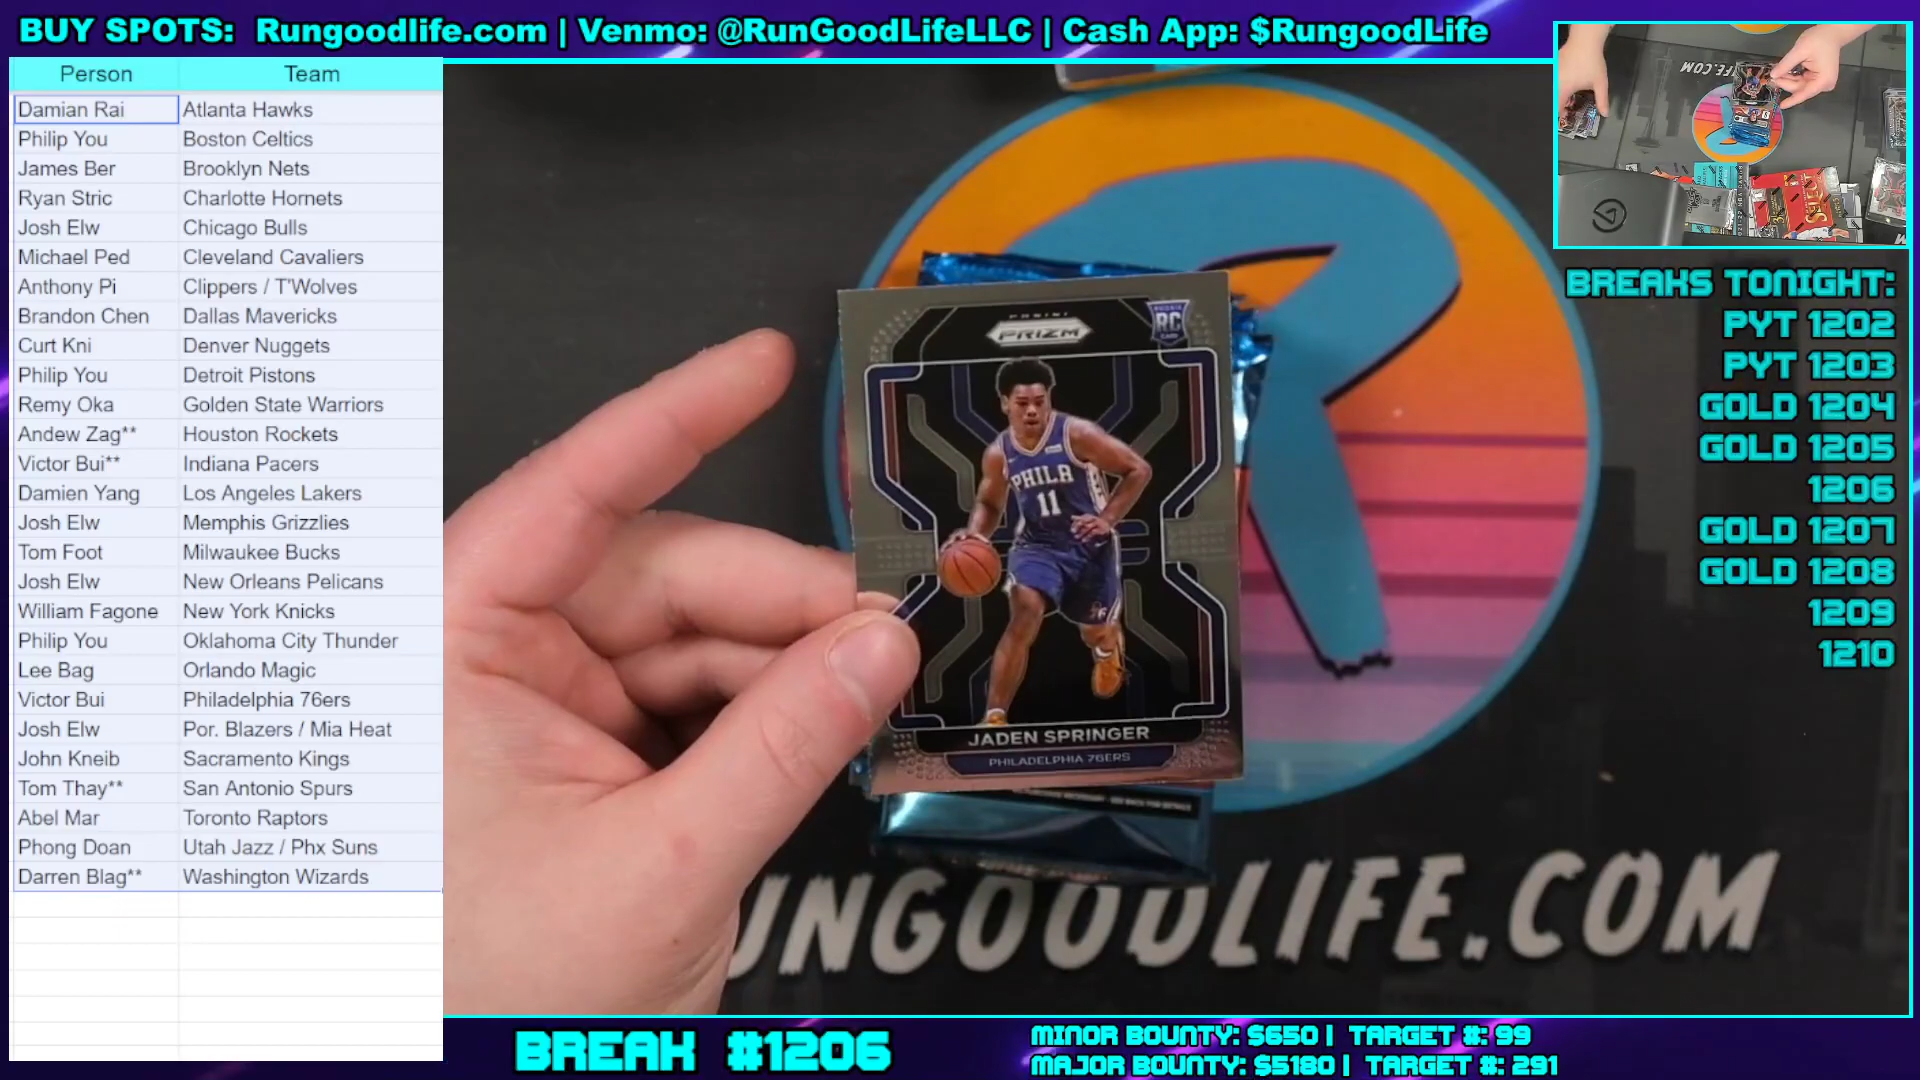 BUY SPOTS: Rungoodlife.com | Venmo: @RunGoodLifeLLC | Cash App: $RungoodLife
Person Team
Damian Rai Atlanta Hawks
Philip You Boston Celtics
James Ber Brooklyn Nets
Ryan Stric Charlotte Hornets
Josh Elw Chicago Bulls
Michael Ped Cleveland Cavaliers
Anthony Pi Clippers / T'Wolves
Brandon Chen Dallas Mavericks
Curt Kni Denver Nuggets
Philip You Detroit Pistons
Remy Oka Golden State Warriors
Andew Zag** Houston Rockets
Victor Bui** Indiana Pacers
Damien Yang Los Angeles Lakers
Josh Elw Memphis Grizzlies
Tom Foot Milwaukee Bucks
Josh Elw New Orleans Pelicans
William Fagone New York Knicks
Philip You Oklahoma City Thunder
Lee Bag Orlando Magic
Victor Bui Philadelphia 76ers
Josh Elw Por. Blazers / Mia Heat
John Kneib Sacramento Kings
Tom Thay** San Antonio Spurs
Abel Mar Toronto Raptors
Phong Doan Utah Jazz / Phx Suns
Darren Blag** Washington Wizards
PANINI
PRIZM
RC
PHILA
11
JADEN SPRINGER
PHILADELPHIA 76ERS
UNGOODLIFE.COM
SELECT
BREAKS TONIGHT:
PYT 1202
PYT 1203
GOLD 1204
GOLD 1205
1206
GOLD 1207
GOLD 1208
1209
1210
BREAK #1206
MINOR BOUNTY: $650 | TARGET #: 99
MAJOR BOUNTY: $5180 | TARGET #: 291